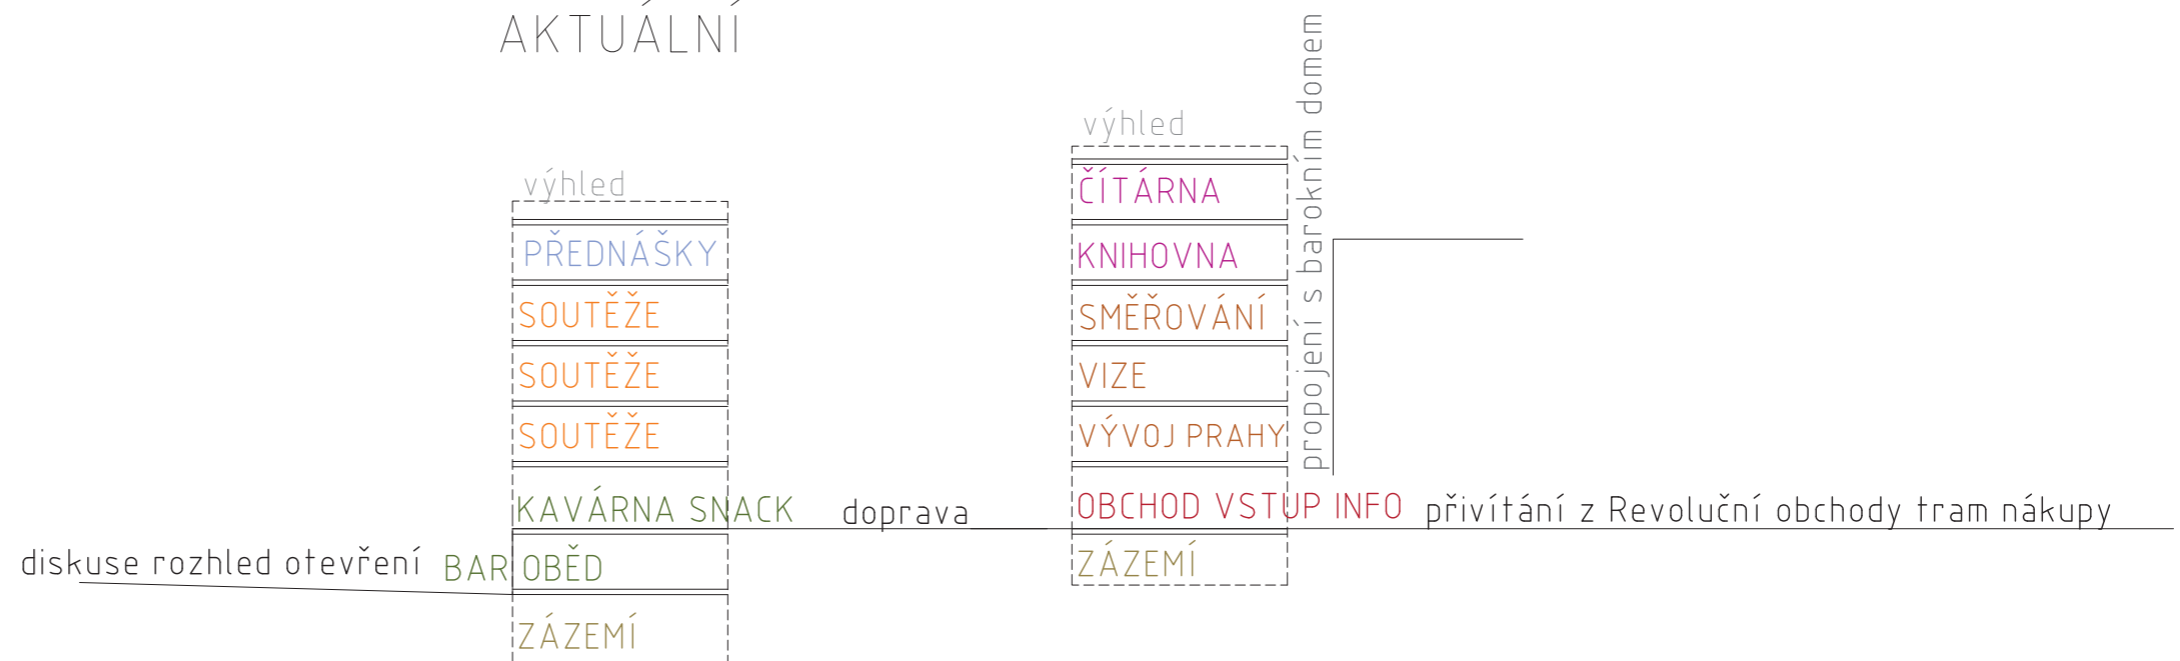 AKTUÁLNÍ
výhled
PŘEDNÁŠKY
SOUTĚŽE
SOUTĚŽE
SOUTĚŽE
KAVÁRNA SNACK
diskuse rozhled otevření
BAR OBĚD
ZÁZEMÍ
doprava
výhled
ČÍTÁRNA
KNIHOVNA
SMĚŘOVÁNÍ
VIZE
VÝVOJ PRAHY
OBCHOD VSTUP INFO
ZÁZEMÍ
propojení s barokním domem
přivítání z Revoluční obchody tram nákupy